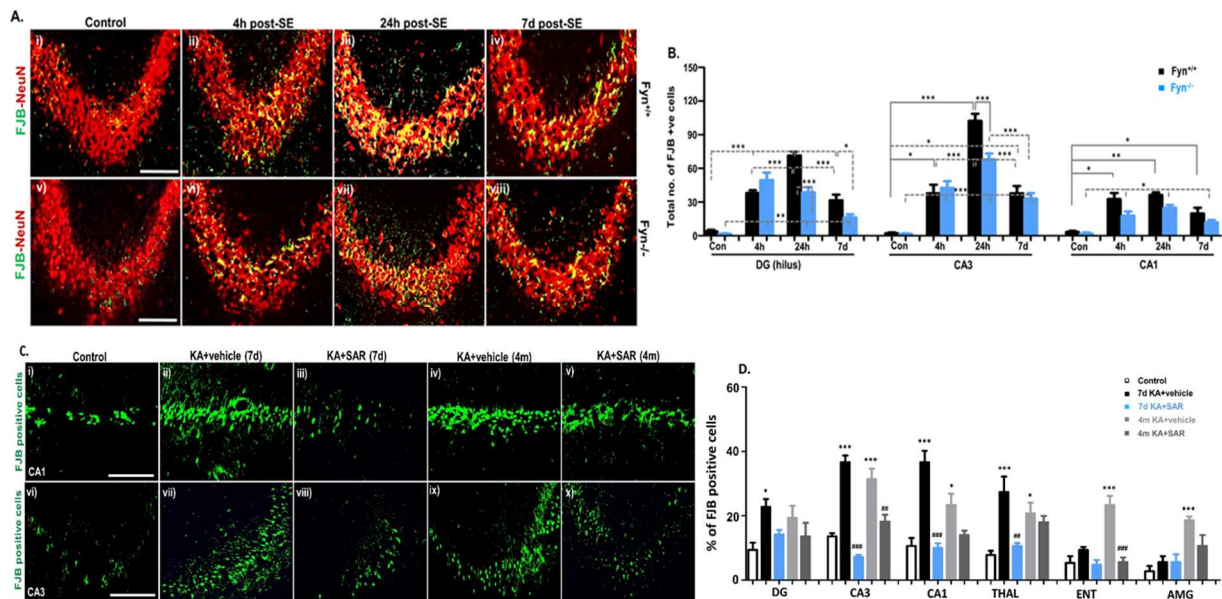 A.
Control 4h post-SE 24h post-SE 7d post-SE
i) ii) iii) iv)
FJB-NeuN
Fyn+/+
v) vi) vii) viii)
FJB-NeuN
Fyn-/-
B.
Total no. of FJB +ve cells
150
120
90
60
30
0
Fyn+/+
Fyn-/-
*** *** *** * *** **
*** *** *** * * *** *** ***
* ** * *
Con 4h 24h 7d Con 4h 24h 7d Con 4h 24h 7d
DG (hilus) CA3 CA1
C.
Control KA+vehicle (7d) KA+SAR (7d) KA+vehicle (4m) KA+SAR (4m)
i) ii) iii) iv) v)
FJB positive cells
CA1
vi) vii) viii) ix) x)
FJB positive cells
CA3
D.
% of FJB positive cells
60
40
20
0
Control
7d KA+vehicle
7d KA+SAR
4m KA+vehicle
4m KA+SAR
* *** ### *** ## *** ### * *** ## * *** ### ***
DG CA3 CA1 THAL ENT AMG